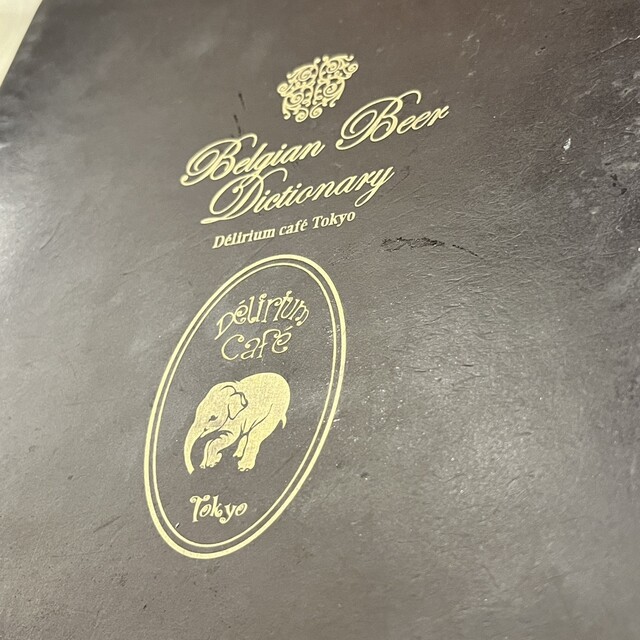 Belgian Beer
Dictionary
Délirium café Tokyo
Délirium
Café
Tokyo